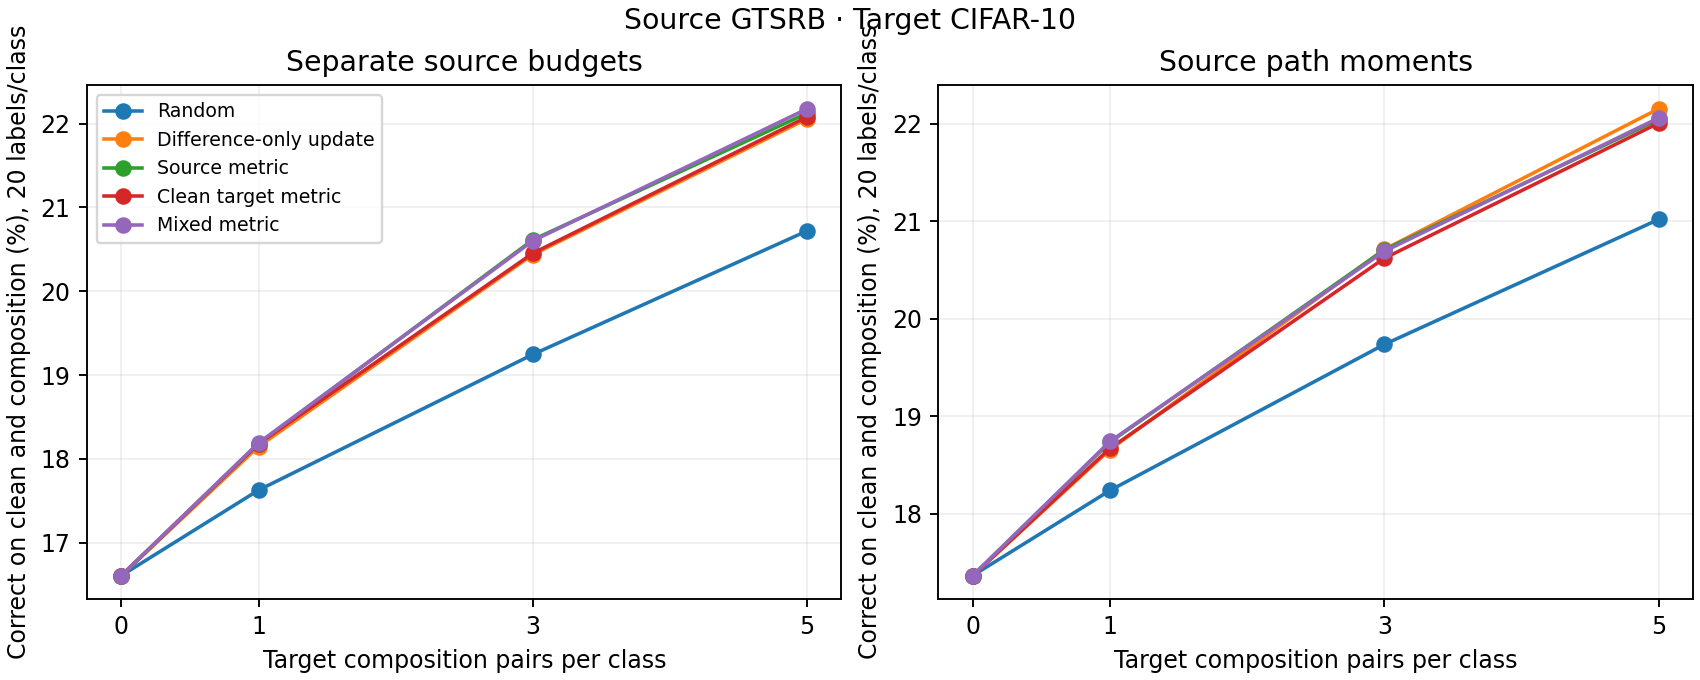 Source GTSRB · Target CIFAR-10
Separate source budgets
Correct on clean and composition (%), 20 labels/class
22
21
20
19
18
17
Random
Difference-only update
Source metric
Clean target metric
Mixed metric
0 1 3 5
Target composition pairs per class
Source path moments
Correct on clean and composition (%), 20 labels/class
22
21
20
19
18
0 1 3 5
Target composition pairs per class